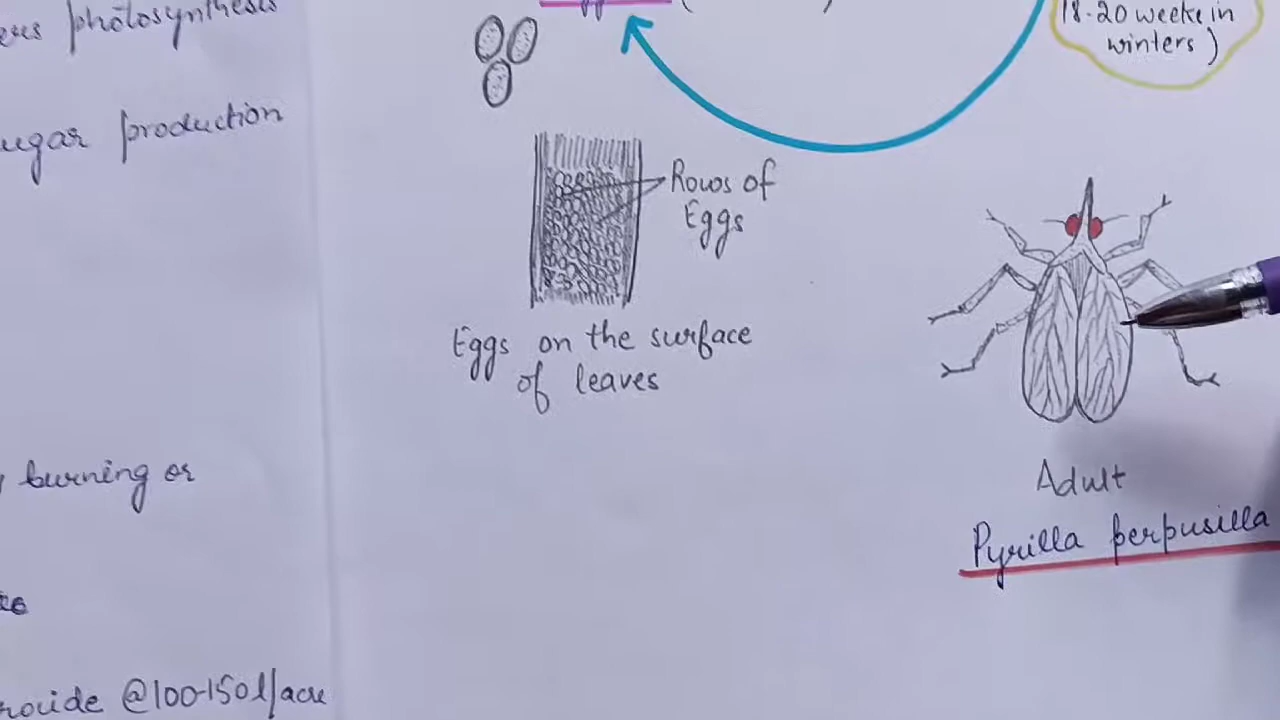 photosynthesis
sugar production
burning or
@100-150l/acre
18-20 weeke in
winters)
Rows of
Eggs
Eggs on the surface
of leaves
Adult
Pyrilla perpusilla